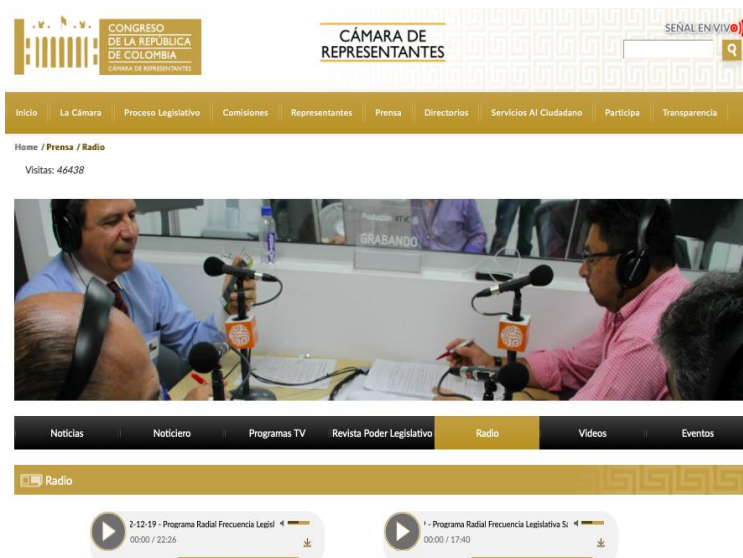 CONGRESO
DE LA REPÚBLICA
DE COLOMBIA
CÁMARA DE REPRESENTANTES
CÁMARA DE
REPRESENTANTES
SEÑAL EN VIVO
Inicio La Cámara Proceso Legislativo Comisiones Representantes Prensa Directorios Servicios Al Ciudadano Participa Transparencia
Home / Prensa / Radio
Visitas: 46438
Producción RTVC
GRABANDO
Noticias Noticiero Programas TV Revista Poder Legislativo Radio Videos Eventos
Radio
2-12-19 - Programa Radial Frecuencia Legisl
00:00 / 22:26
- Programa Radial Frecuencia Legislativa Sa
00:00 / 17:40